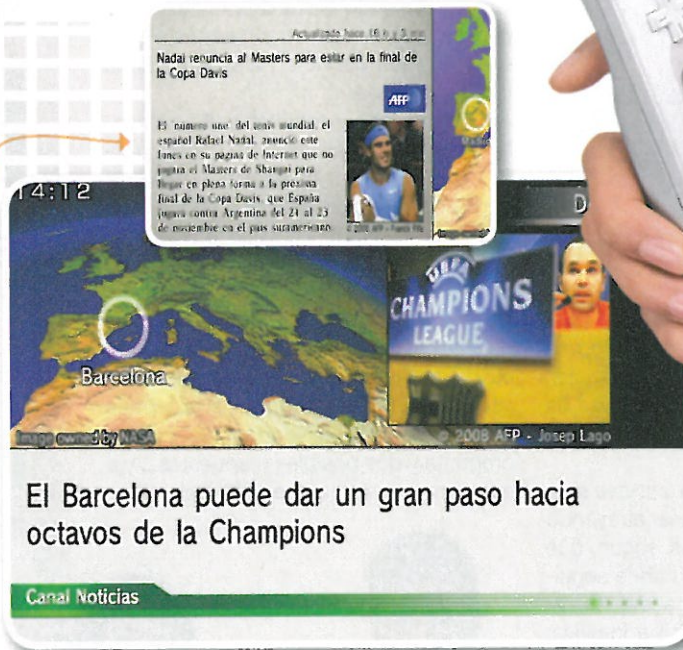 Actualizado hace 16 h y 5 min
Nadal renuncia al Masters para estar en la final de
la Copa Davis
AFP
El 'número uno' del tenis mundial, el
español Rafael Nadal, anunció este
lunes en su página de Internet que no
jugará el Masters de Shangai para
llegar en plena forma a la próxima
final de la Copa Davis, que España
jugará contra Argentina del 21 al 23
de noviembre en el país suramericano
Madrid
© 2008 AFP - Franck Fife
14:12
D
Barcelona
Image owned by NASA
UEFA
CHAMPIONS
LEAGUE
© 2008 AFP - Josep Lago
El Barcelona puede dar un gran paso hacia
octavos de la Champions
Canal Noticias